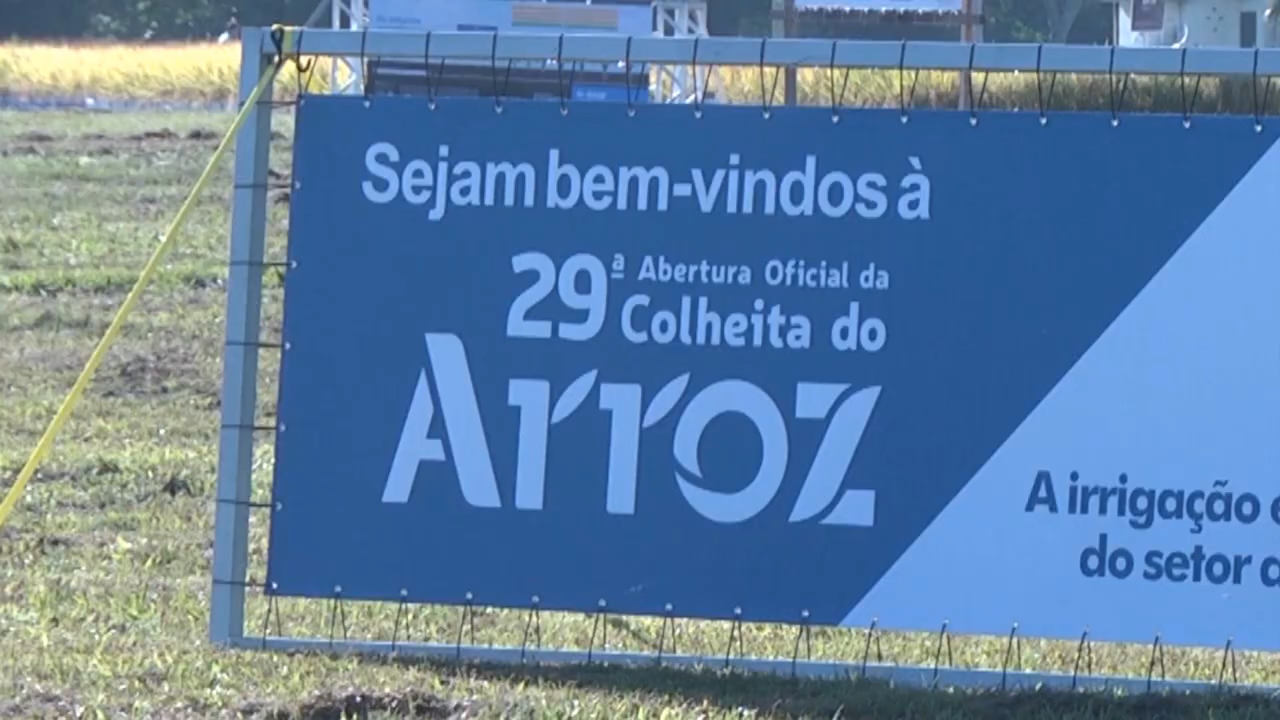 Sejam bem-vindos à
29ª Abertura Oficial da
Colheita do
Arroz
A irrigação
do setor